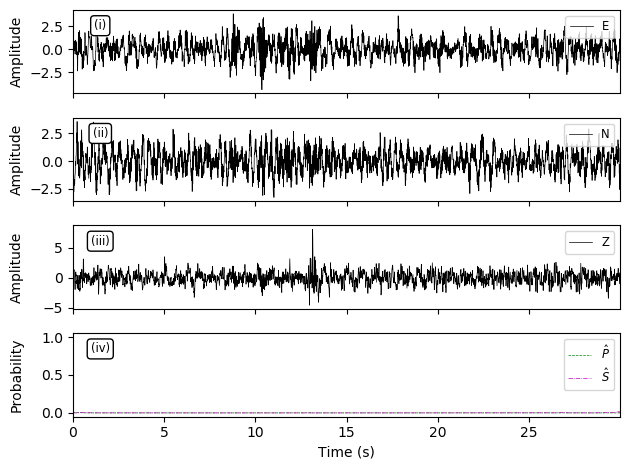 2.5
0.0
−2.5
Amplitude
(i)
E
2.5
0.0
−2.5
Amplitude
(ii)
N
5
0
−5
Amplitude
(iii)
Z
1.0
0.5
0.0
Probability
(iv)
P̂
Ŝ
0 5 10 15 20 25
Time (s)